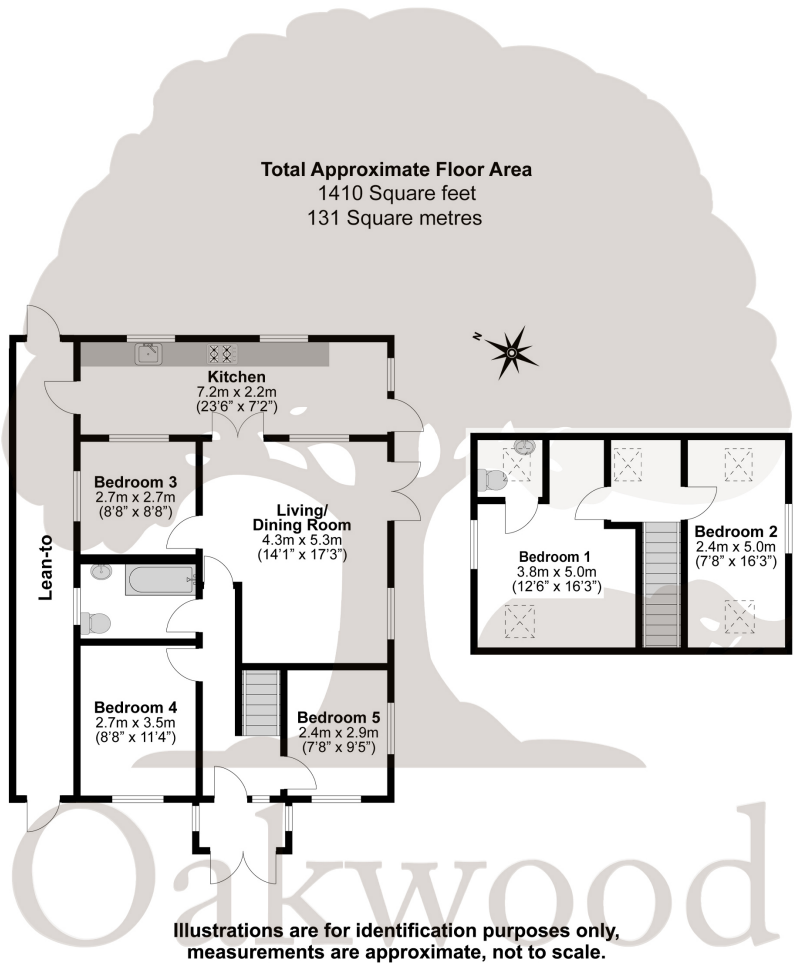 Total Approximate Floor Area
1410 Square feet
131 Square metres
N
Kitchen
7.2m x 2.2m
(23'6" x 7'2")
Bedroom 3
2.7m x 2.7m
(8'8" x 8'8")
Living/
Dining Room
4.3m x 5.3m
(14'1" x 17'3")
Lean-to
Bedroom 1
3.8m x 5.0m
(12'6" x 16'3")
Bedroom 2
2.4m x 5.0m
(7'8" x 16'3")
Bedroom 4
2.7m x 3.5m
(8'8" x 11'4")
Bedroom 5
2.4m x 2.9m
(7'8" x 9'5")
Oakwood
Illustrations are for identification purposes only,
measurements are approximate, not to scale.